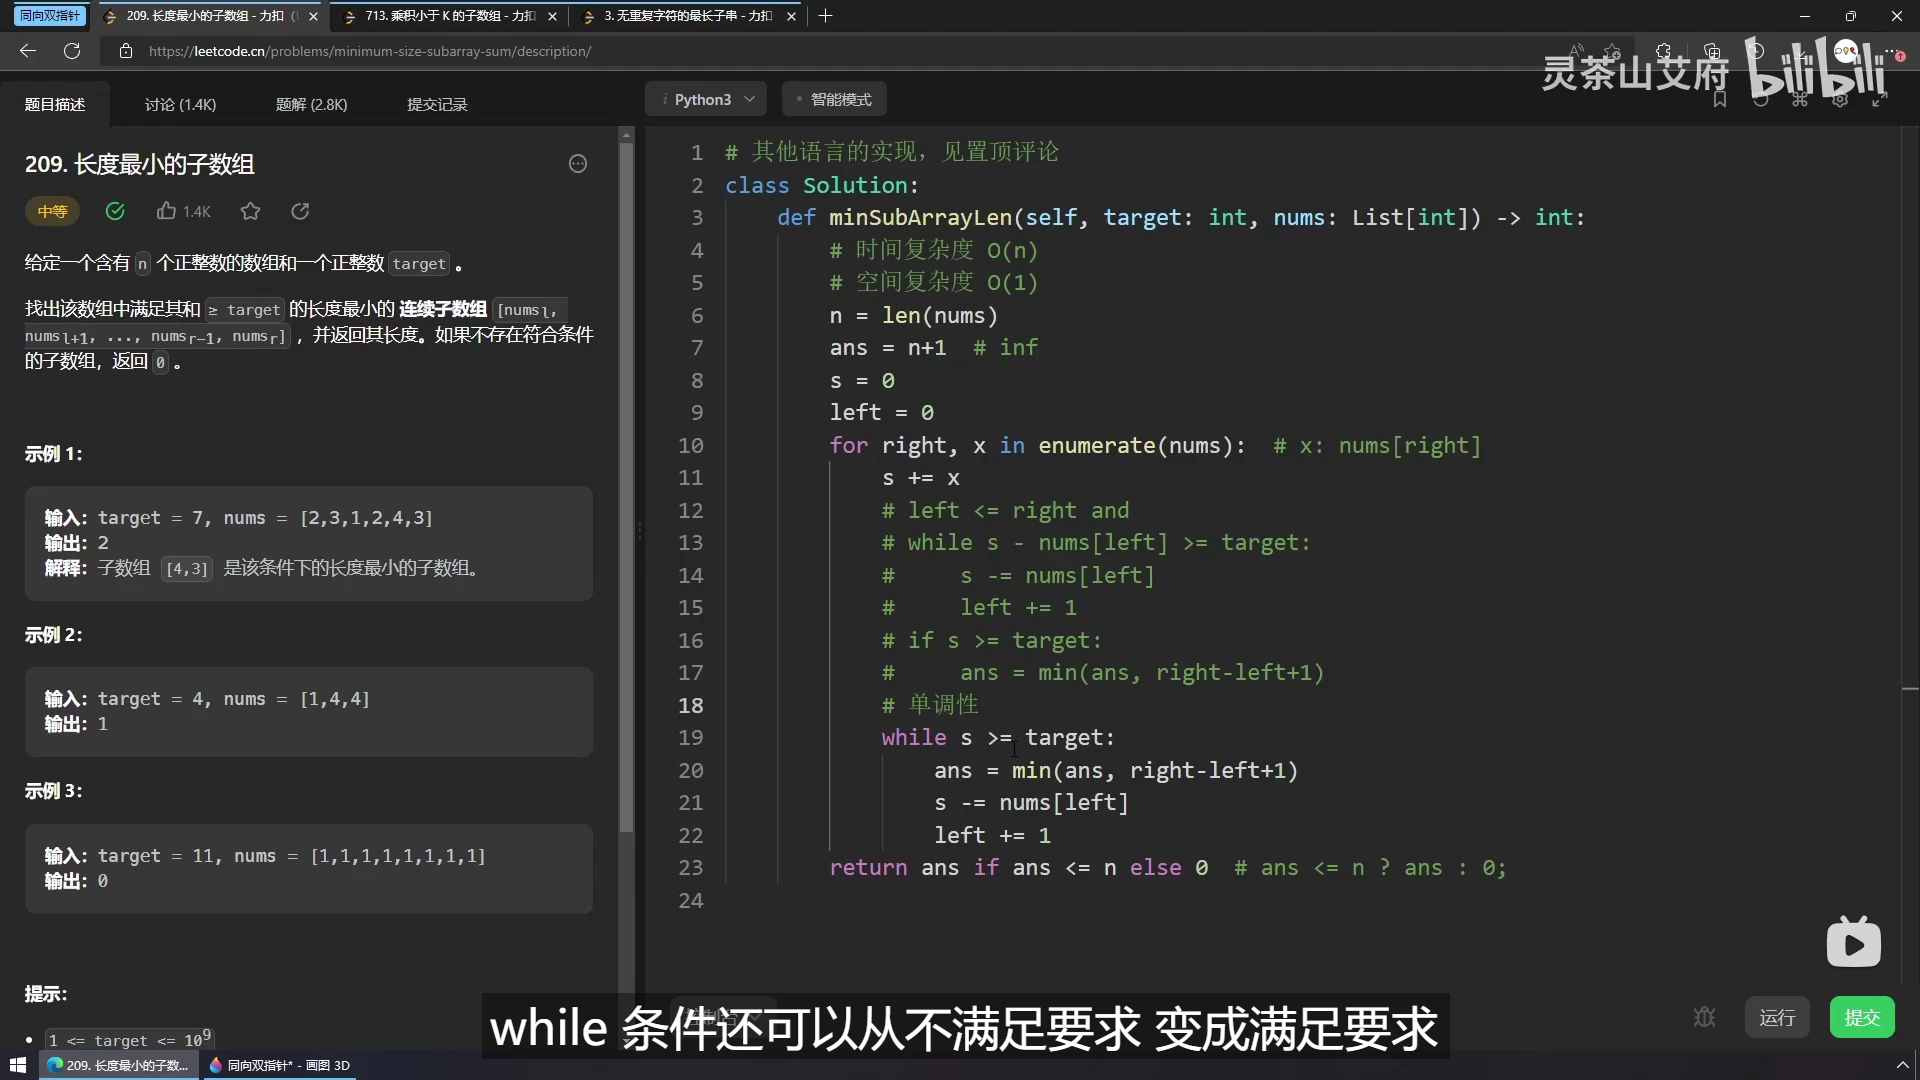 同向双指针
209. 长度最小的子数组 - 力扣 (
713. 乘积小于 K 的子数组 - 力扣
3. 无重复字符的最长子串 - 力扣
https://leetcode.cn/problems/minimum-size-subarray-sum/description/
灵茶山艾府
bilibili
题目描述
讨论 (1.4K)
题解 (2.8K)
提交记录
i Python3
智能模式
209. 长度最小的子数组
中等
1.4K
给定一个含有 n 个正整数的数组和一个正整数 target 。
找出该数组中满足其和 ≥ target 的长度最小的 连续子数组 [numsl,
numsl+1, ..., numsr-1, numsr] ，并返回其长度。如果不存在符合条件
的子数组，返回 0 。
示例 1：
输入：target = 7, nums = [2,3,1,2,4,3]
输出：2
解释：子数组 [4,3] 是该条件下的长度最小的子数组。
示例 2：
输入：target = 4, nums = [1,4,4]
输出：1
示例 3：
输入：target = 11, nums = [1,1,1,1,1,1,1,1]
输出：0
提示：
1 <= target <= 10^9
1 # 其他语言的实现，见置顶评论
2 class Solution:
3 def minSubArrayLen(self, target: int, nums: List[int]) -> int:
4 # 时间复杂度 O(n)
5 # 空间复杂度 O(1)
6 n = len(nums)
7 ans = n+1 # inf
8 s = 0
9 left = 0
10 for right, x in enumerate(nums): # x: nums[right]
11 s += x
12 # left <= right and
13 # while s - nums[left] >= target:
14 # s -= nums[left]
15 # left += 1
16 # if s >= target:
17 # ans = min(ans, right-left+1)
18 # 单调性
19 while s >= target:
20 ans = min(ans, right-left+1)
21 s -= nums[left]
22 left += 1
23 return ans if ans <= n else 0 # ans <= n ? ans : 0;
24
运行
提交
while 条件还可以从不满足要求 变成满足要求
209. 长度最小的子数...
同向双指针* - 画图 3D